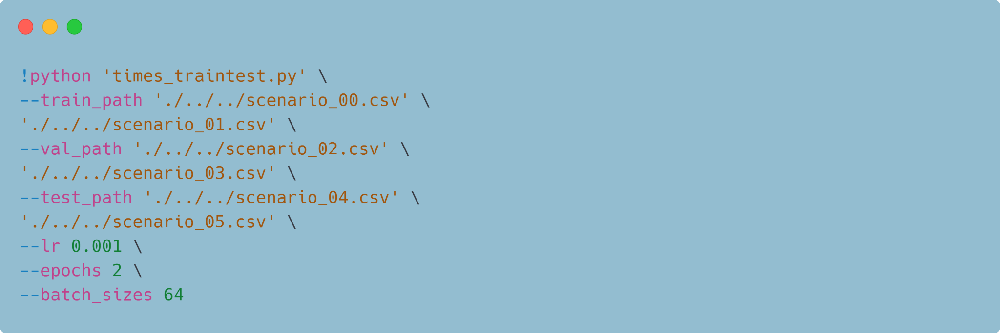 !python 'times_traintest.py' \
--train_path './../../scenario_00.csv' \
'./../../scenario_01.csv' \
--val_path './../../scenario_02.csv' \
'./../../scenario_03.csv' \
--test_path './../../scenario_04.csv' \
'./../../scenario_05.csv' \
--lr 0.001 \
--epochs 2 \
--batch_sizes 64